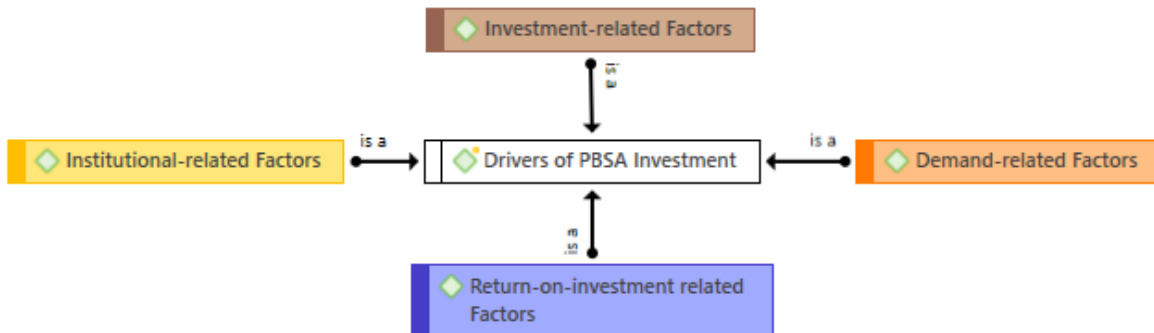 Investment-related Factors
is a
Institutional-related Factors
is a
Drivers of PBSA Investment
is a
Demand-related Factors
is a
Return-on-investment related
Factors